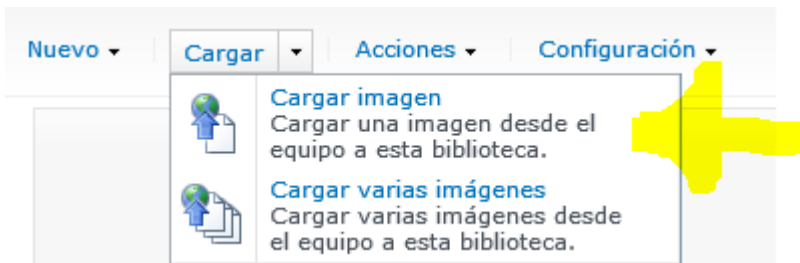 Nuevo Cargar Acciones Configuración
Cargar imagen
Cargar una imagen desde el
equipo a esta biblioteca.
Cargar varias imágenes
Cargar varias imágenes desde
el equipo a esta biblioteca.